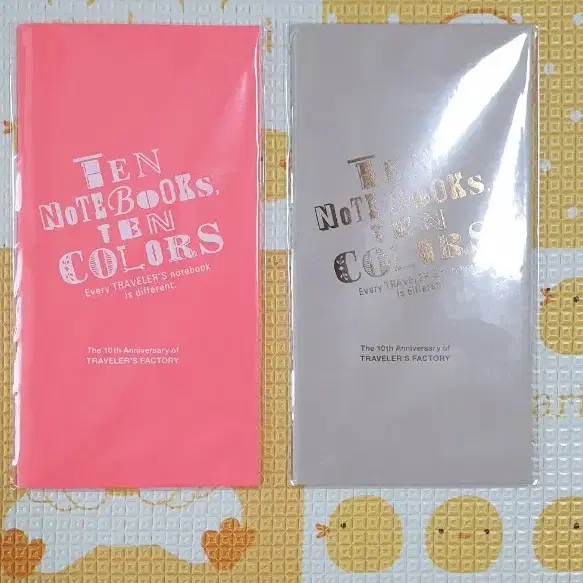 TEN
NOTEBOOKS,
TEN
COLORS
Every TRAVELER'S notebook
is different.
The 10th Anniversary of
TRAVELER'S FACTORY
TEN
NOTEBOOKS,
TEN
COLORS
Every TRAVELER'S notebook
is different.
The 10th Anniversary of
TRAVELER'S FACTORY